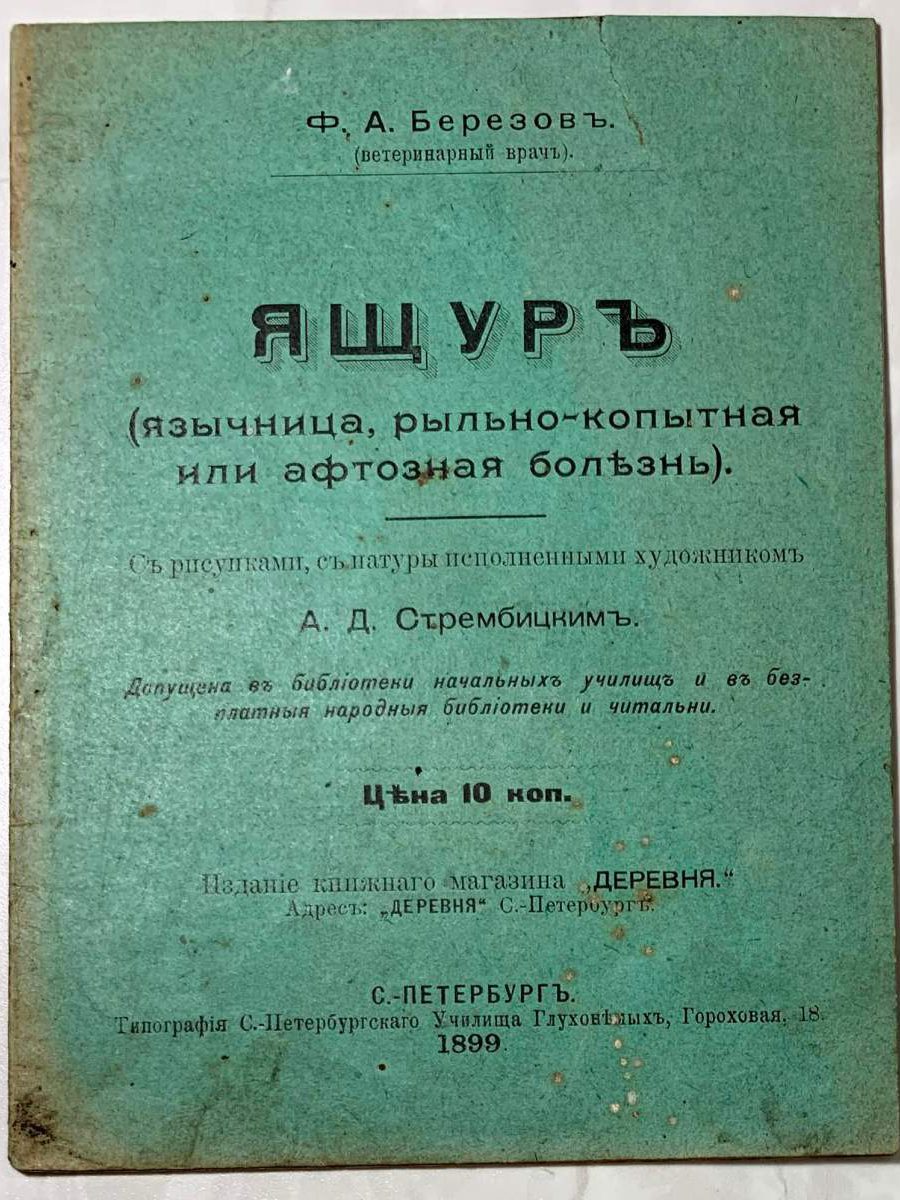 Ф. А. Березовъ.
(ветеринарный врачъ).
ЯЩУРЪ
(язычница, рыльно-копытная
или афтозная болѣзнь).
Съ рисунками, съ натуры исполненными художникомъ
А. Д. Стрембицкимъ.
Допущена въ библіотеки начальныхъ училищъ и въ без-
платныя народныя библіотеки и читальни.
Цѣна 10 коп.
Изданіе книжнаго магазина „ДЕРЕВНЯ.“
Адресъ: „ДЕРЕВНЯ“ С.-Петербургъ.
С.-ПЕТЕРБУРГЪ.
Типографія С.-Петербургскаго Училища Глухонѣмыхъ, Гороховая, 18.
1899.